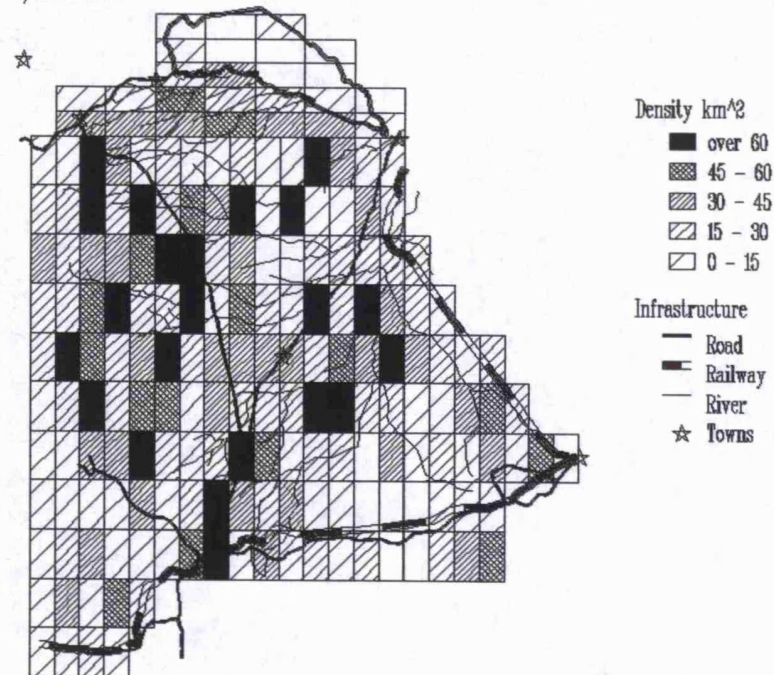 Density km^2
over 60
45 - 60
30 - 45
15 - 30
0 - 15
Infrastructure
Road
Railway
River
Towns